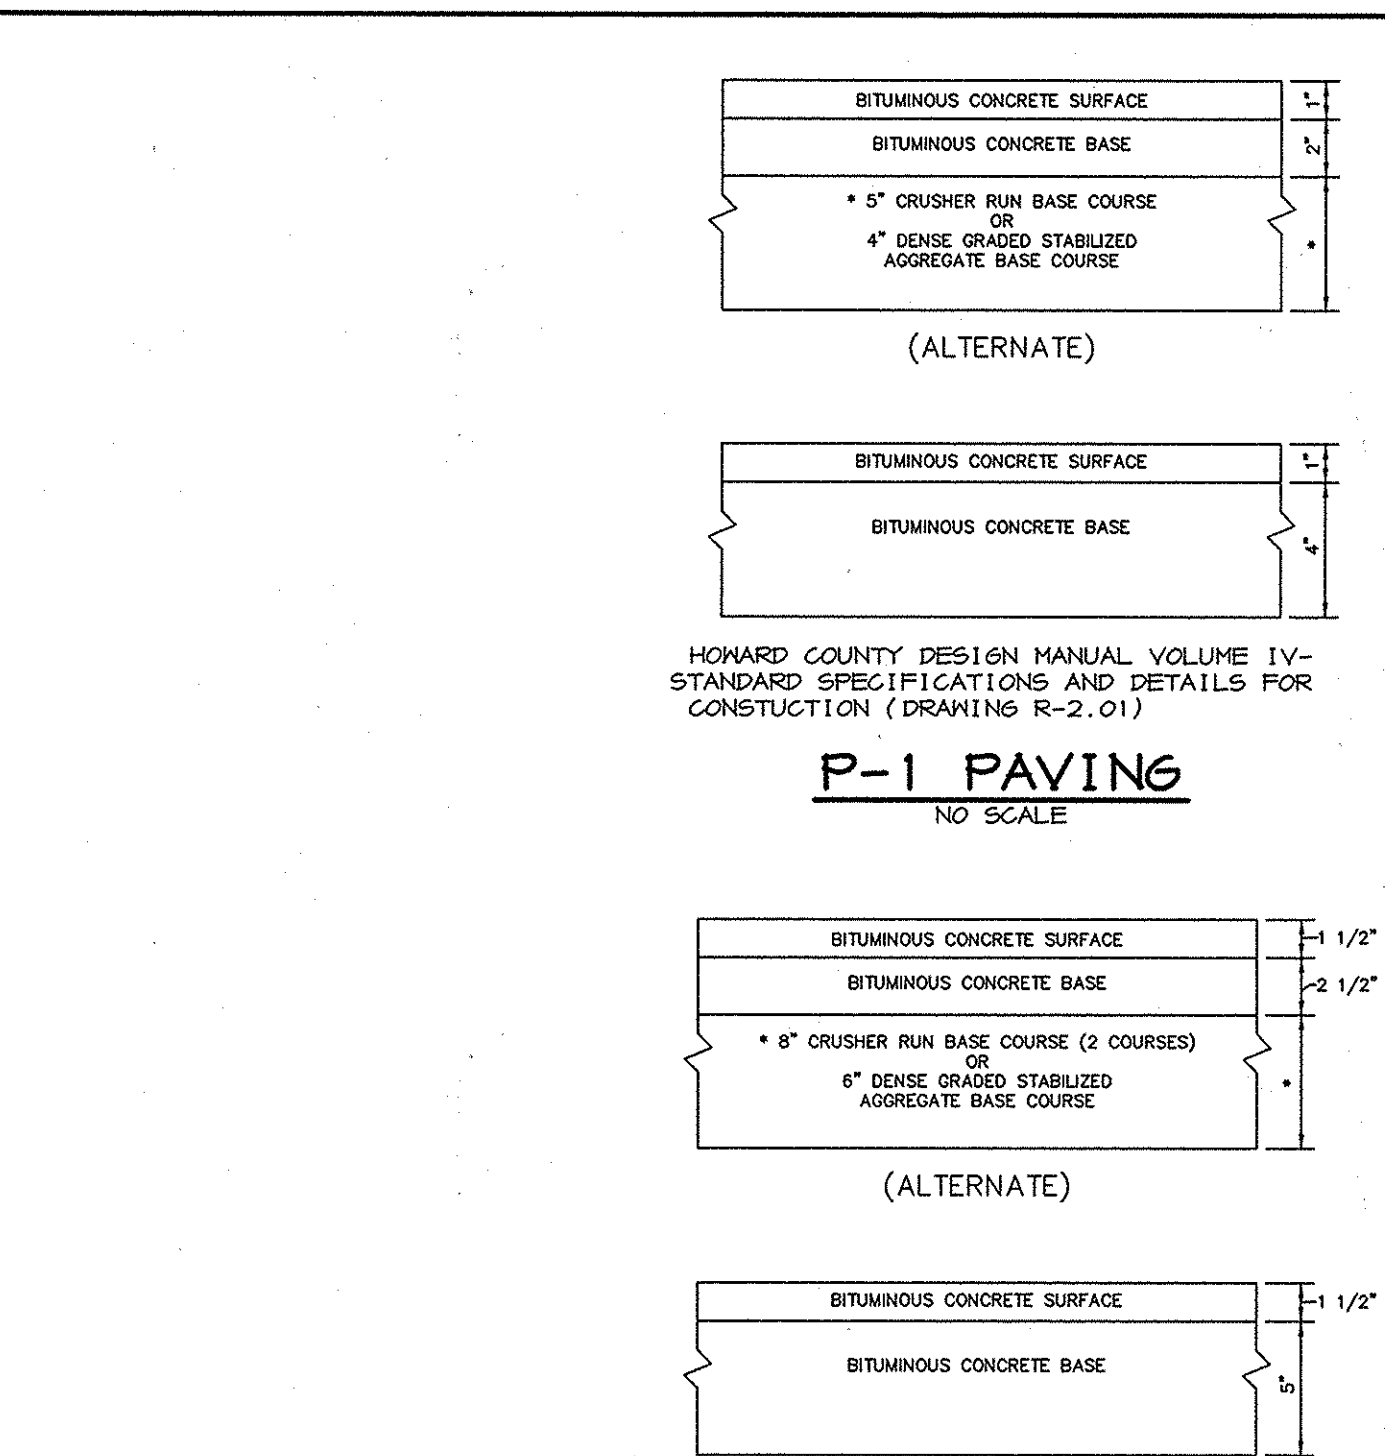 BITUMINOUS CONCRETE SURFACE
1"
BITUMINOUS CONCRETE BASE
2"
* 5" CRUSHER RUN BASE COURSE
OR
4" DENSE GRADED STABILIZED
AGGREGATE BASE COURSE
*
(ALTERNATE)
BITUMINOUS CONCRETE SURFACE
1"
BITUMINOUS CONCRETE BASE
4"
HOWARD COUNTY DESIGN MANUAL VOLUME IV-
STANDARD SPECIFICATIONS AND DETAILS FOR
CONSTUCTION (DRAWING R-2.01)
P-1 PAVING
NO SCALE
BITUMINOUS CONCRETE SURFACE
1 1/2"
BITUMINOUS CONCRETE BASE
2 1/2"
* 8" CRUSHER RUN BASE COURSE (2 COURSES)
OR
6" DENSE GRADED STABILIZED
AGGREGATE BASE COURSE
*
(ALTERNATE)
BITUMINOUS CONCRETE SURFACE
1 1/2"
BITUMINOUS CONCRETE BASE
5"